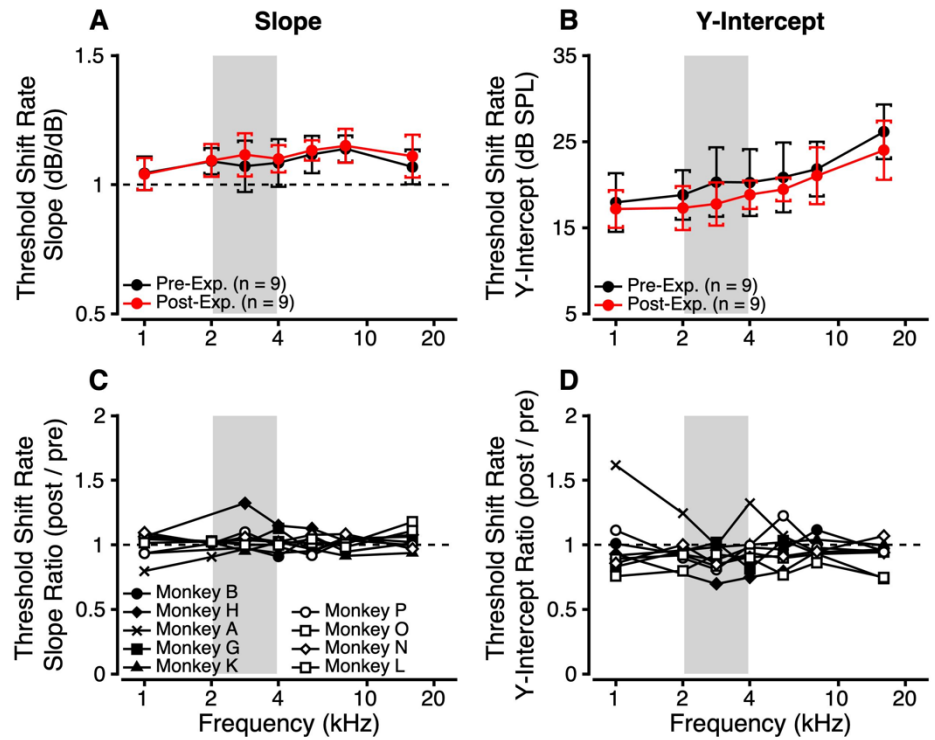 A
Slope
Threshold Shift Rate
Slope (dB/dB)
1.5
1
0.5
Pre-Exp. (n = 9)
Post-Exp. (n = 9)
1
2
4
10
20
B
Y-Intercept
Threshold Shift Rate
Y-Intercept (dB SPL)
35
25
15
5
Pre-Exp. (n = 9)
Post-Exp. (n = 9)
1
2
4
10
20
C
Threshold Shift Rate
Slope Ratio (post / pre)
2
1.5
1
0.5
0
Monkey B
Monkey H
Monkey A
Monkey G
Monkey K
Monkey P
Monkey O
Monkey N
Monkey L
1
2
4
10
20
Frequency (kHz)
D
Threshold Shift Rate
Y-Intercept Ratio (post / pre)
2
1.5
1
0.5
0
1
2
4
10
20
Frequency (kHz)